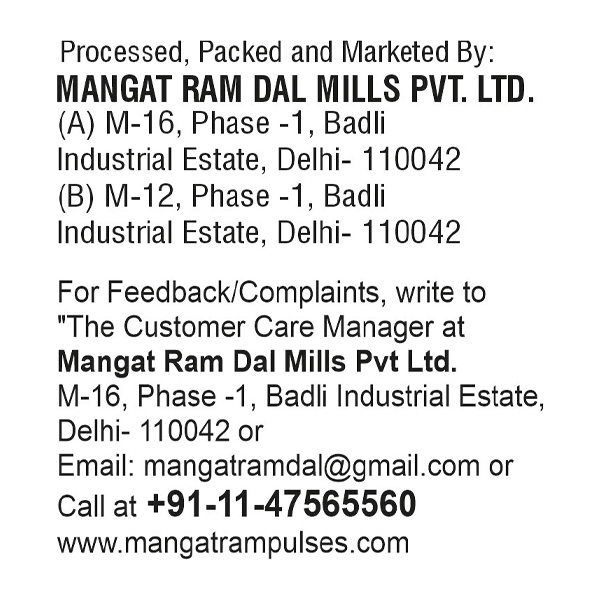 Processed, Packed and Marketed By:
MANGAT RAM DAL MILLS PVT. LTD.
(A) M-16, Phase -1, Badli
Industrial Estate, Delhi- 110042
(B) M-12, Phase -1, Badli
Industrial Estate, Delhi- 110042
For Feedback/Complaints, write to
"The Customer Care Manager at
Mangat Ram Dal Mills Pvt Ltd.
M-16, Phase -1, Badli Industrial Estate,
Delhi- 110042 or
Email: mangatramdal@gmail.com or
Call at +91-11-47565560
www.mangatrampulses.com